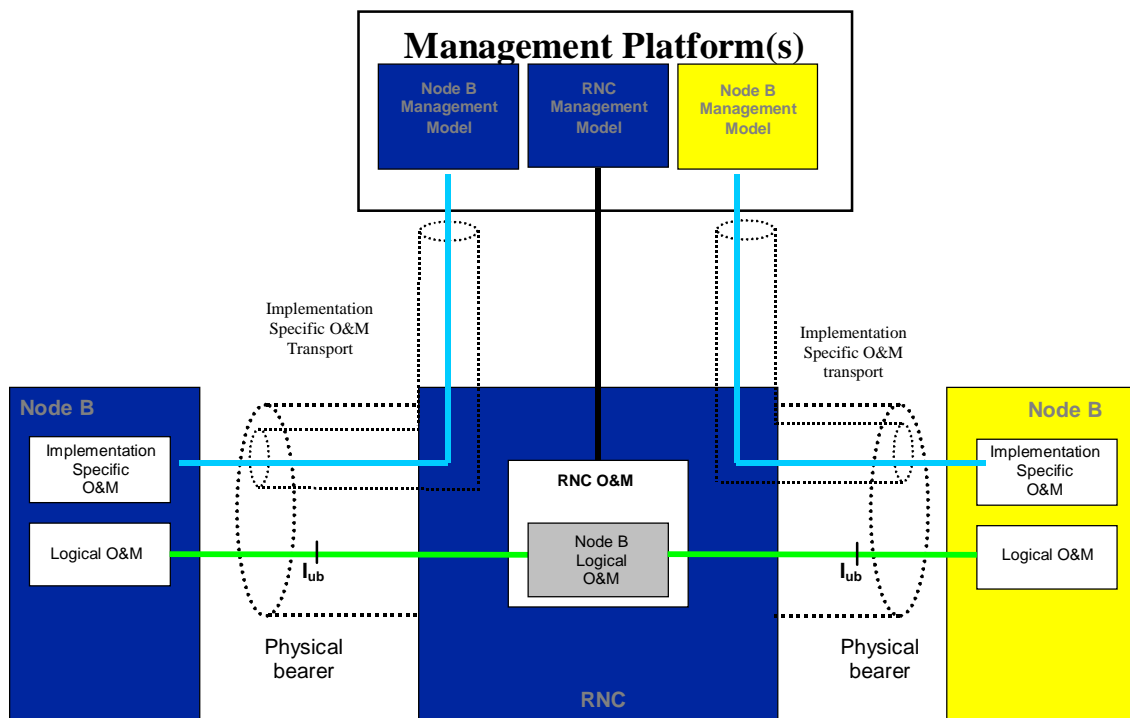 Management Platform(s)
Node B
Management
Model
RNC
Management
Model
Node B
Management
Model
Implementation
Specific O&M
Transport
Implementation
Specific O&M
transport
Node B
Implementation
Specific
O&M
Logical O&M
Iub
Physical
bearer
RNC O&M
Node B
Logical
O&M
RNC
Iub
Physical
bearer
Node B
Implementation
Specific
O&M
Logical O&M